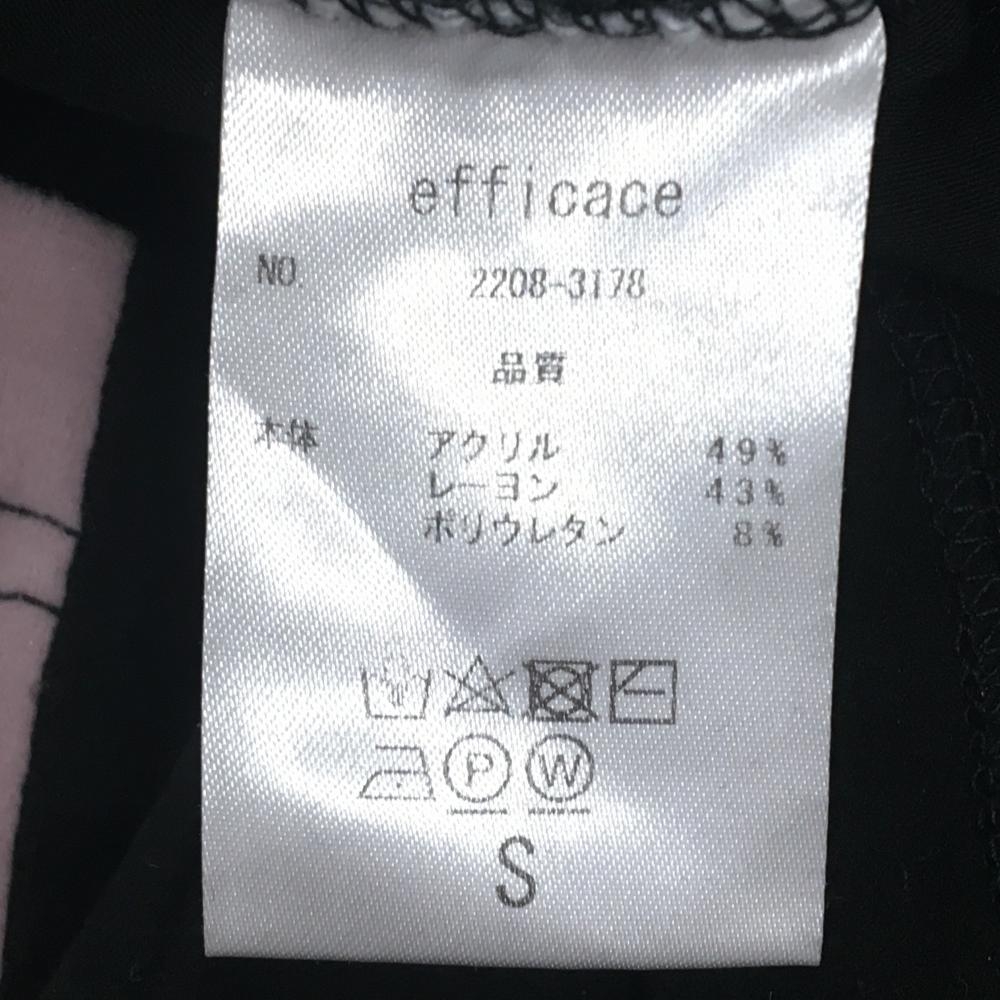 efficace
NO. 2208-3178
品質
本体 アクリル 49%
レーヨン 43%
ポリウレタン 8%
P W
S